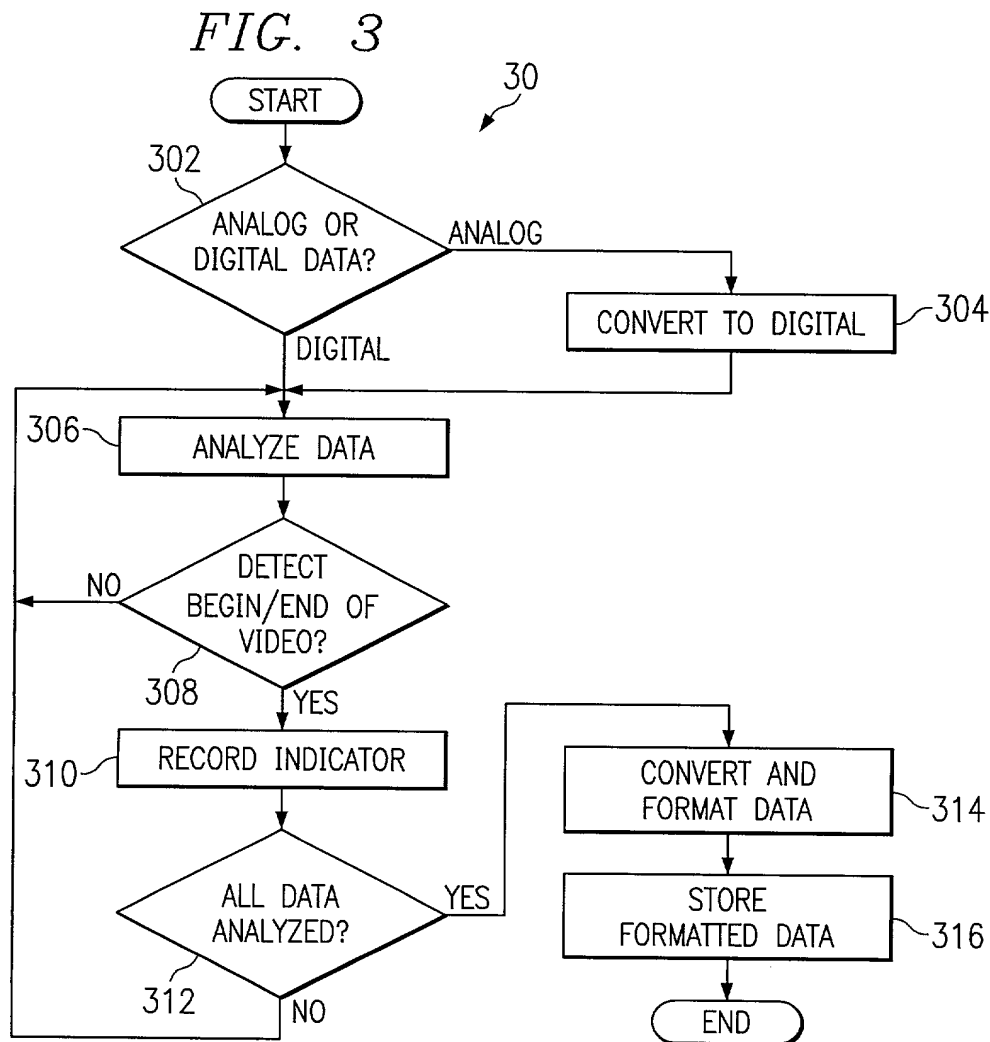 FIG. 3
START
30
302
ANALOG OR
DIGITAL DATA?
ANALOG
CONVERT TO DIGITAL
304
DIGITAL
306
ANALYZE DATA
DETECT
BEGIN/END OF
VIDEO?
NO
308
YES
310
RECORD INDICATOR
ALL DATA
ANALYZED?
YES
312
NO
CONVERT AND
FORMAT DATA
314
STORE
FORMATTED DATA
316
END